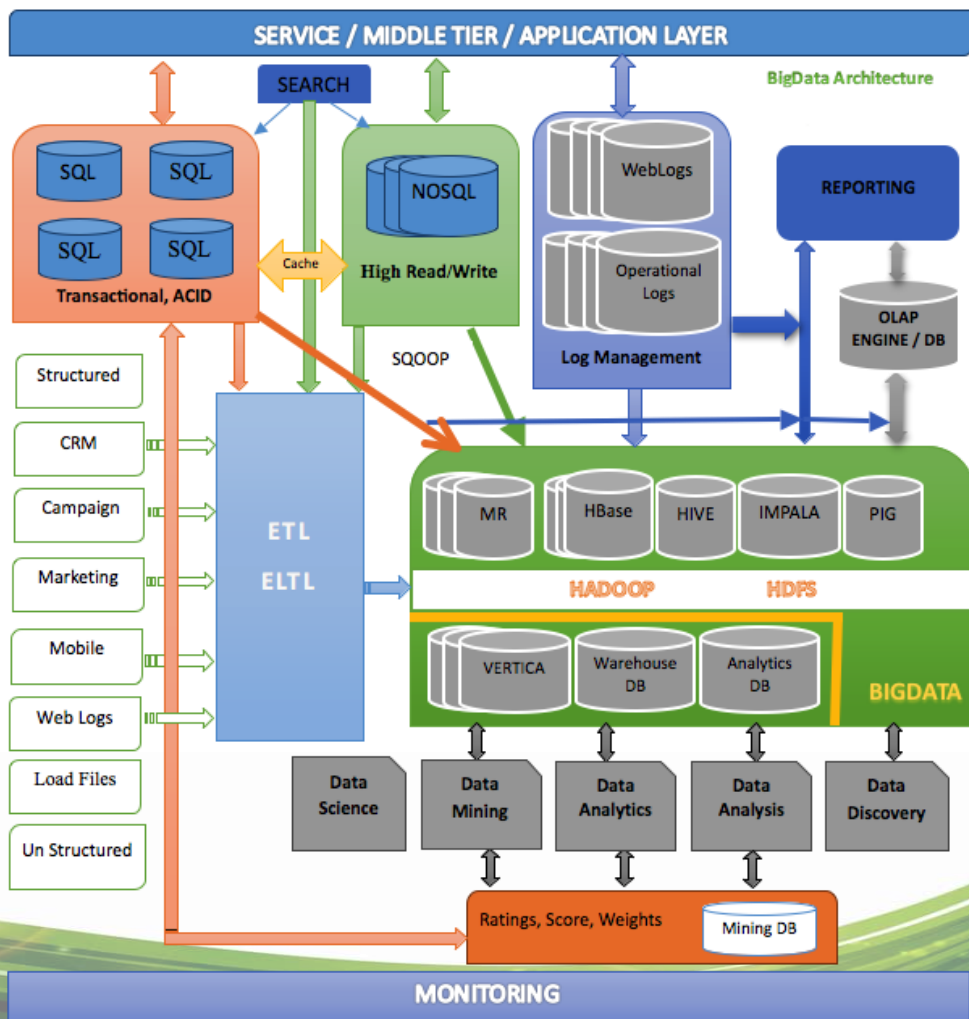 SERVICE / MIDDLE TIER / APPLICATION LAYER
SEARCH
BigData Architecture
SQL
SQL
SQL
SQL
Transactional, ACID
Cache
NOSQL
High Read/Write
WebLogs
Operational
Logs
Log Management
REPORTING
OLAP
ENGINE / DB
SQOOP
Structured
CRM
Campaign
Marketing
Mobile
Web Logs
Load Files
Un Structured
ETL
ELTL
MR
HBase
HIVE
IMPALA
PIG
HADOOP
HDFS
VERTICA
Warehouse
DB
Analytics
DB
BIGDATA
Data
Science
Data
Mining
Data
Analytics
Data
Analysis
Data
Discovery
Ratings, Score, Weights
Mining DB
MONITORING